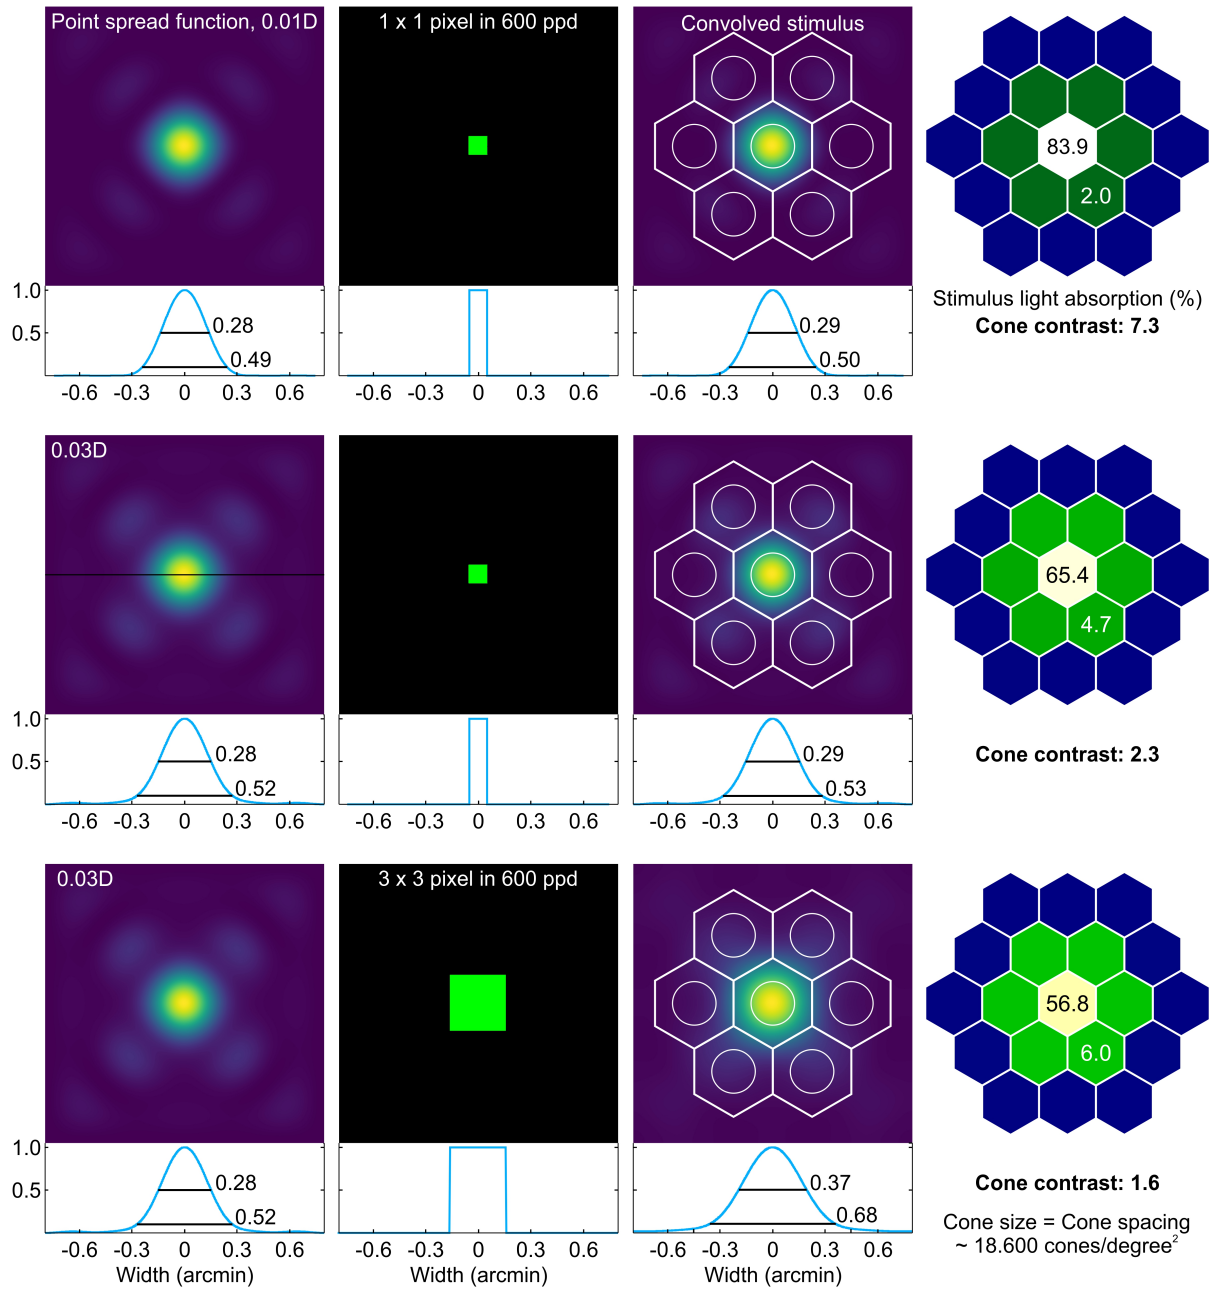 Point spread function, 0.01D
1 x 1 pixel in 600 ppd
Convolved stimulus
83.9
2.0
Stimulus light absorption (%)
Cone contrast: 7.3
1.0
0.5
0.28
0.49
0.29
0.50
-0.6 -0.3 0 0.3 0.6
-0.6 -0.3 0 0.3 0.6
-0.6 -0.3 0 0.3 0.6
0.03D
65.4
4.7
Cone contrast: 2.3
1.0
0.5
0.28
0.52
0.29
0.53
-0.6 -0.3 0 0.3 0.6
-0.6 -0.3 0 0.3 0.6
-0.6 -0.3 0 0.3 0.6
0.03D
3 x 3 pixel in 600 ppd
56.8
6.0
Cone contrast: 1.6
1.0
0.5
0.28
0.52
0.37
0.68
Cone size = Cone spacing
~ 18.600 cones/degree²
-0.6 -0.3 0 0.3 0.6
-0.6 -0.3 0 0.3 0.6
-0.6 -0.3 0 0.3 0.6
Width (arcmin)
Width (arcmin)
Width (arcmin)